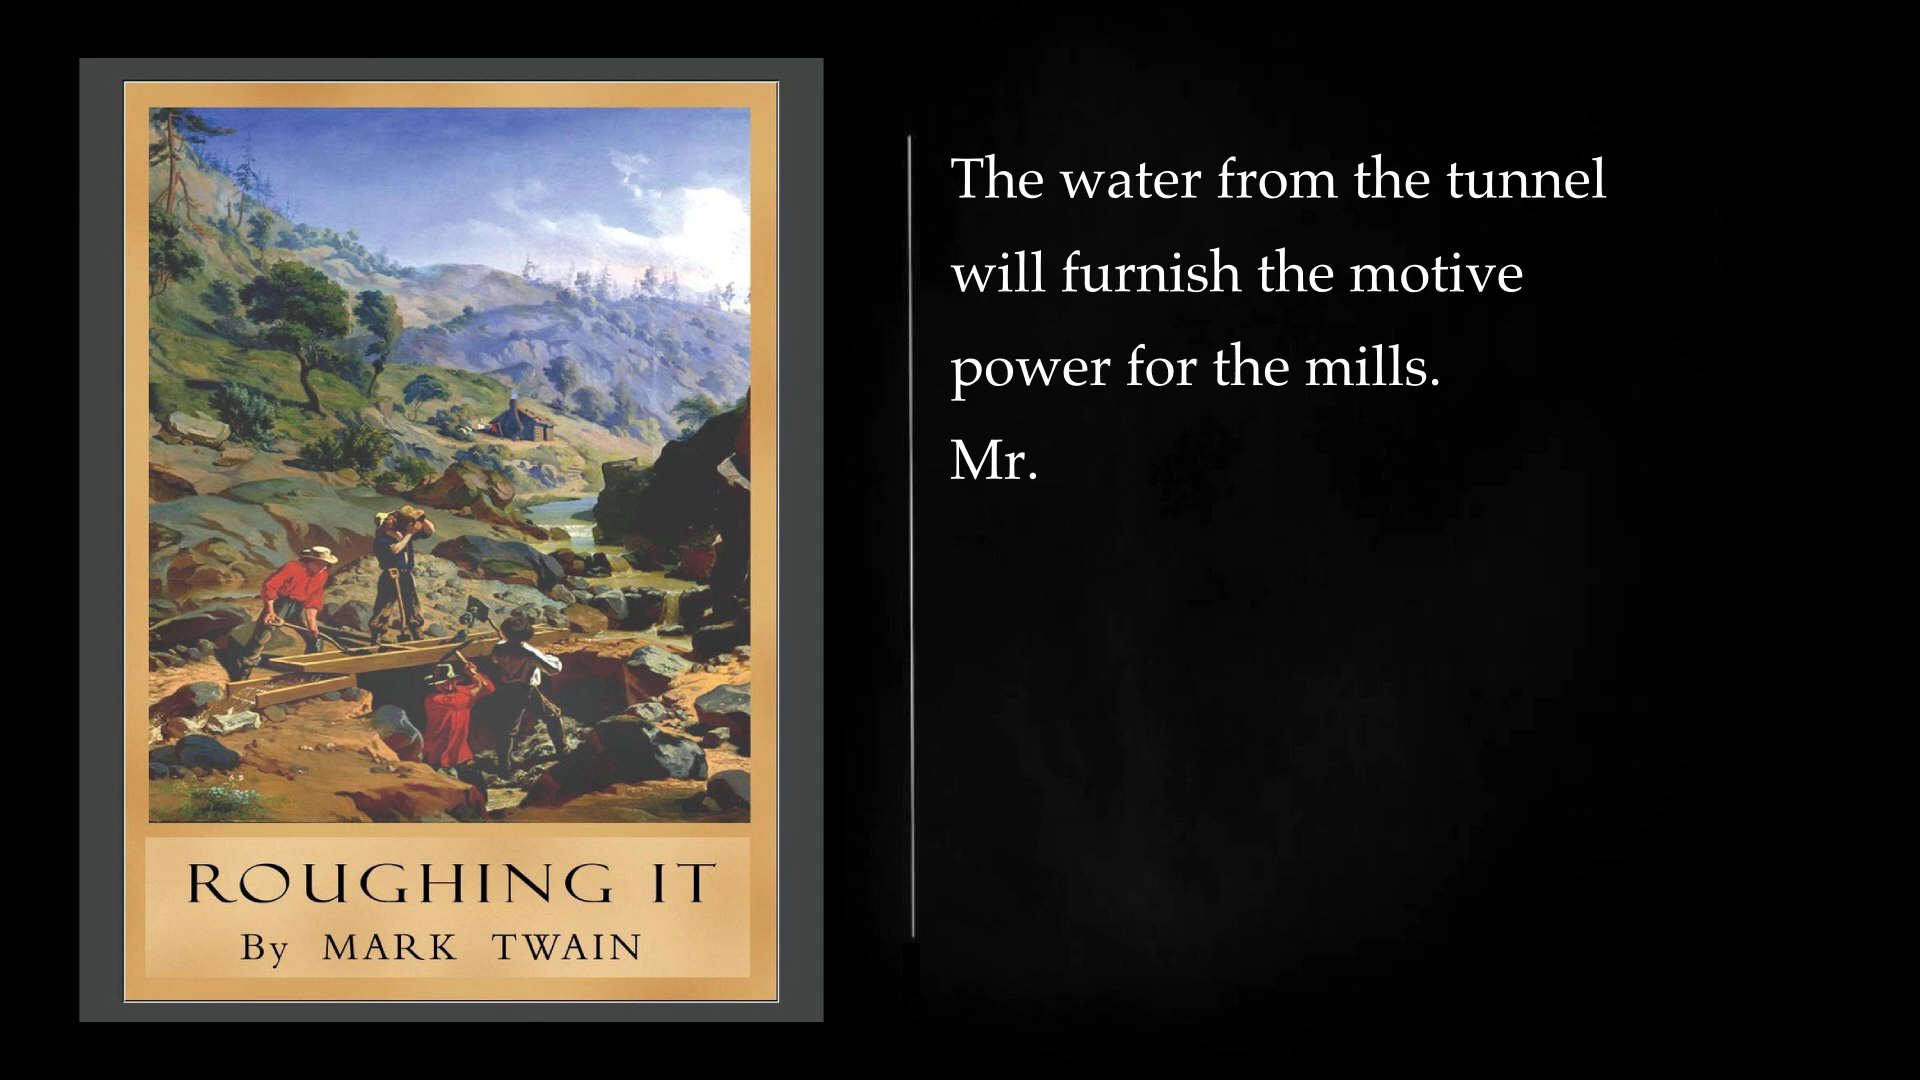 ROUGHING IT
By MARK TWAIN
The water from the tunnel
will furnish the motive
power for the mills.
Mr.